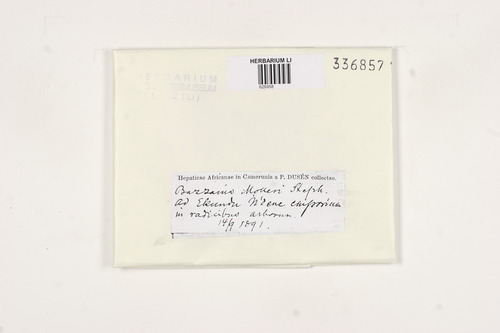 HERBARIUM LI
336857
Hepaticae Africanae in Camerunia a P. DUSÉN collectae.
Bazzania Molleri Steph.
ad Ekundu N'dene emporium
in radicibus arborum.
1891.